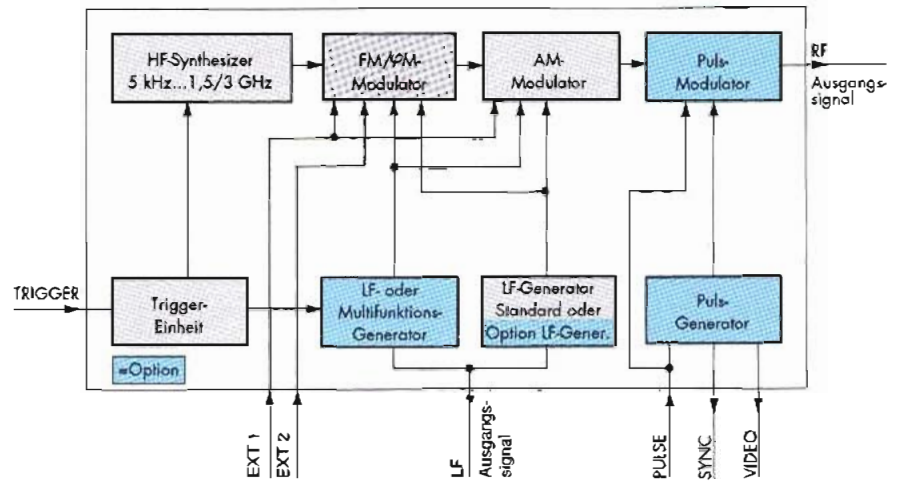 HF-Synthesizer
5 kHz...1,5/3 GHz
FM/φM-
Modulator
AM-
Modulator
Puls-
Modulator
RF
Ausgangs-
signal
TRIGGER
Trigger-
Einheit
LF- oder
Multifunktions-
Generator
LF-Generator
Standard oder
Option LF-Gener.
Puls-
Generator
=Option
EXT 1
EXT 2
LF
Ausgangs-
signal
PULSE
SYNC
VIDEO